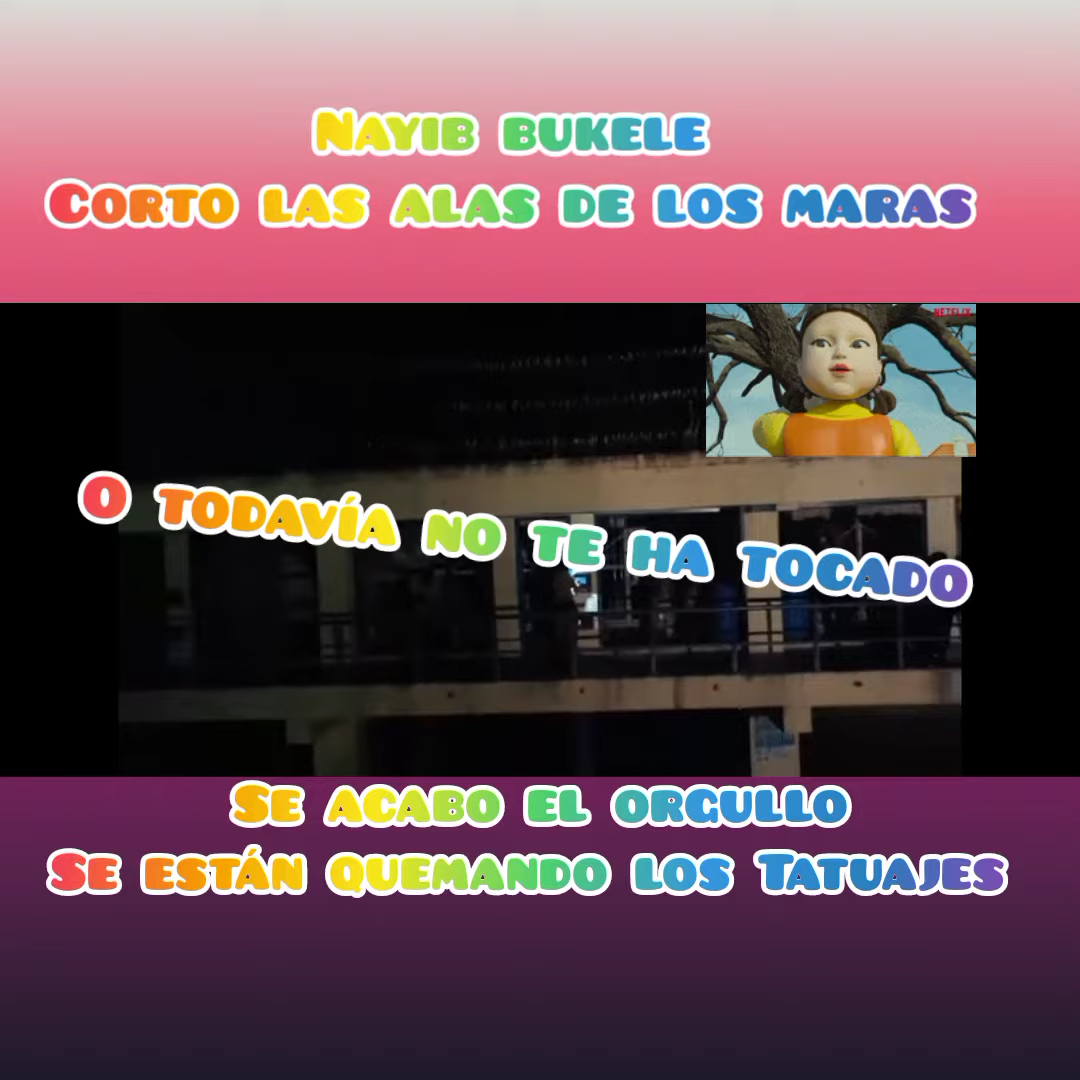 Nayib bukele
Corto las alas de los maras
NETFLIX
O todavía no te ha tocado
Se acabo el orgullo
Se están quemando los Tatuajes